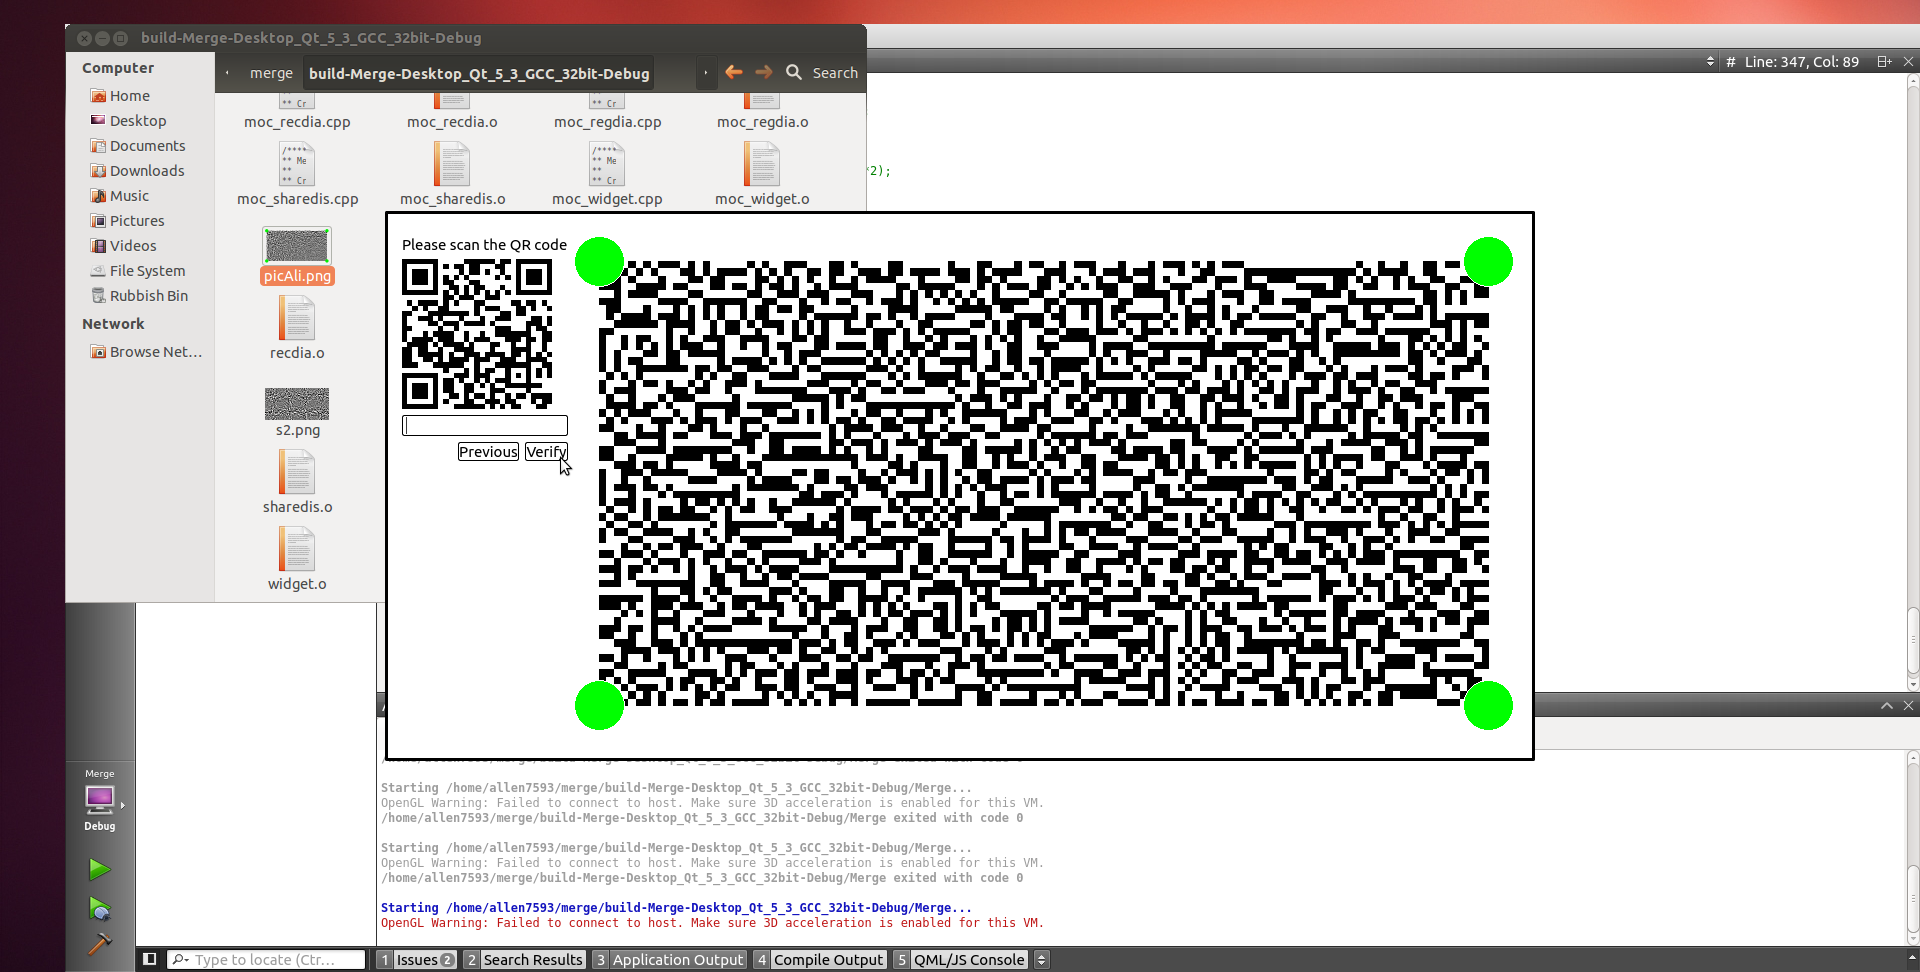 build-Merge-Desktop_Qt_5_3_GCC_32bit-Debug
merge
build-Merge-Desktop_Qt_5_3_GCC_32bit-Debug
Search
# Line: 347, Col: 89
Computer
Home
Desktop
Documents
Downloads
Music
Pictures
Videos
File System
Rubbish Bin
Network
Browse Net…
** Cr
** Cr
moc_recdia.cpp
moc_recdia.o
moc_regdia.cpp
moc_regdia.o
/****
** Me
**
** Cr
/****
** Me
**
** Cr
moc_sharedis.cpp
moc_sharedis.o
moc_widget.cpp
moc_widget.o
picAli.png
recdia.o
s2.png
sharedis.o
widget.o
2);
Please scan the QR code
Previous
Verify
Starting /home/allen7593/merge/build-Merge-Desktop_Qt_5_3_GCC_32bit-Debug/Merge...
OpenGL Warning: Failed to connect to host. Make sure 3D acceleration is enabled for this VM.
/home/allen7593/merge/build-Merge-Desktop_Qt_5_3_GCC_32bit-Debug/Merge exited with code 0
Starting /home/allen7593/merge/build-Merge-Desktop_Qt_5_3_GCC_32bit-Debug/Merge...
OpenGL Warning: Failed to connect to host. Make sure 3D acceleration is enabled for this VM.
/home/allen7593/merge/build-Merge-Desktop_Qt_5_3_GCC_32bit-Debug/Merge exited with code 0
Starting /home/allen7593/merge/build-Merge-Desktop_Qt_5_3_GCC_32bit-Debug/Merge...
OpenGL Warning: Failed to connect to host. Make sure 3D acceleration is enabled for this VM.
Merge
Debug
Type to locate (Ctr...
1 Issues 2
2 Search Results
3 Application Output
4 Compile Output
5 QML/JS Console